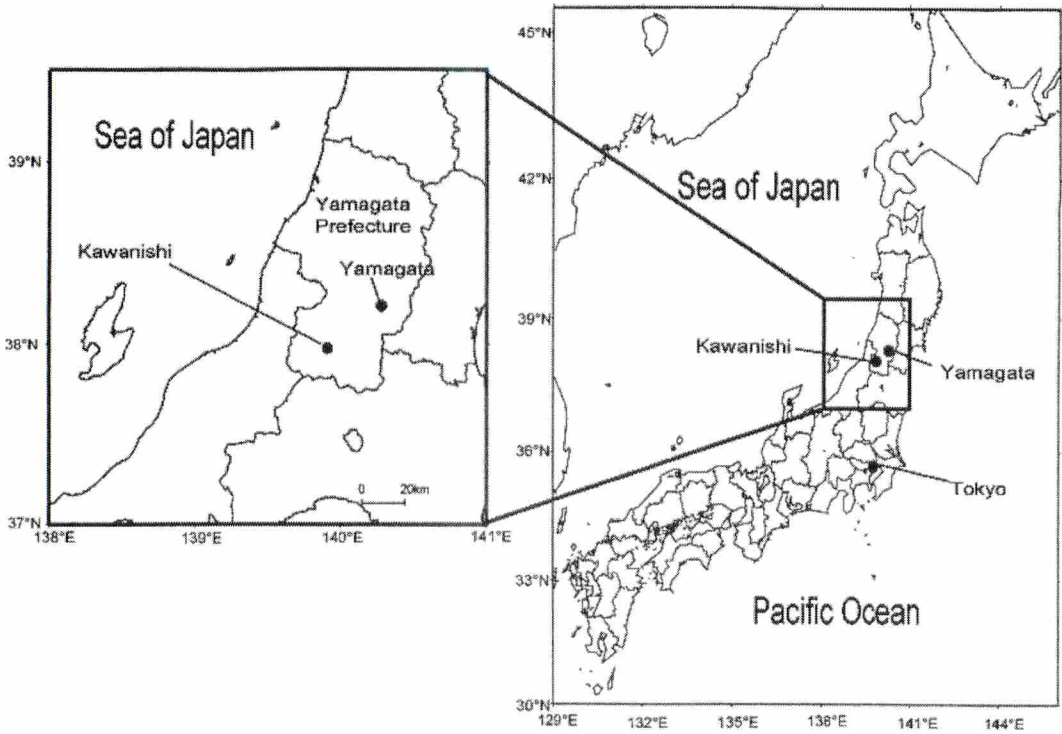 Sea of Japan
Yamagata
Prefecture
Kawanishi
Yamagata
0 20km
39°N
38°N
37°N
138°E 139°E 140°E 141°E
45°N
42°N
39°N
36°N
33°N
30°N
Sea of Japan
Kawanishi
Yamagata
Tokyo
Pacific Ocean
129°E 132°E 135°E 138°E 141°E 144°E